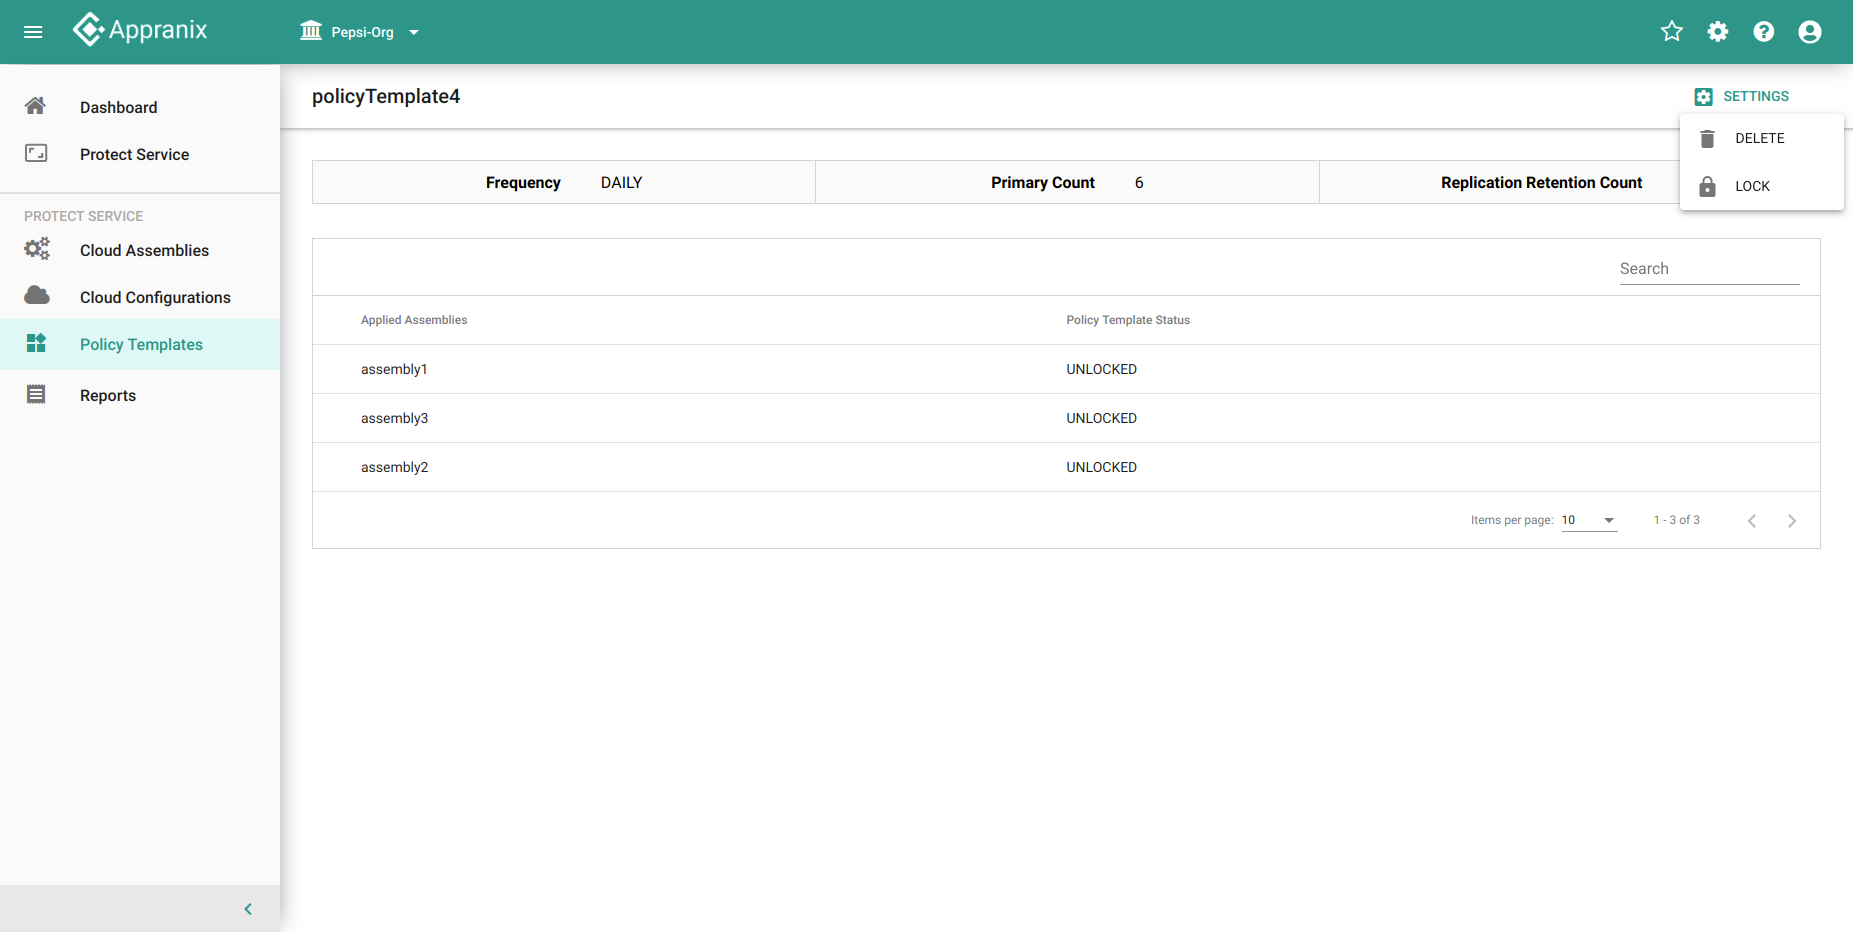 Appranix
Pepsi-Org
Dashboard
Protect Service
PROTECT SERVICE
Cloud Assemblies
Cloud Configurations
Policy Templates
Reports
policyTemplate4
SETTINGS
DELETE
LOCK
Frequency DAILY Primary Count 6 Replication Retention Count
Search
Applied Assemblies Policy Template Status
assembly1 UNLOCKED
assembly3 UNLOCKED
assembly2 UNLOCKED
Items per page: 10 1 - 3 of 3